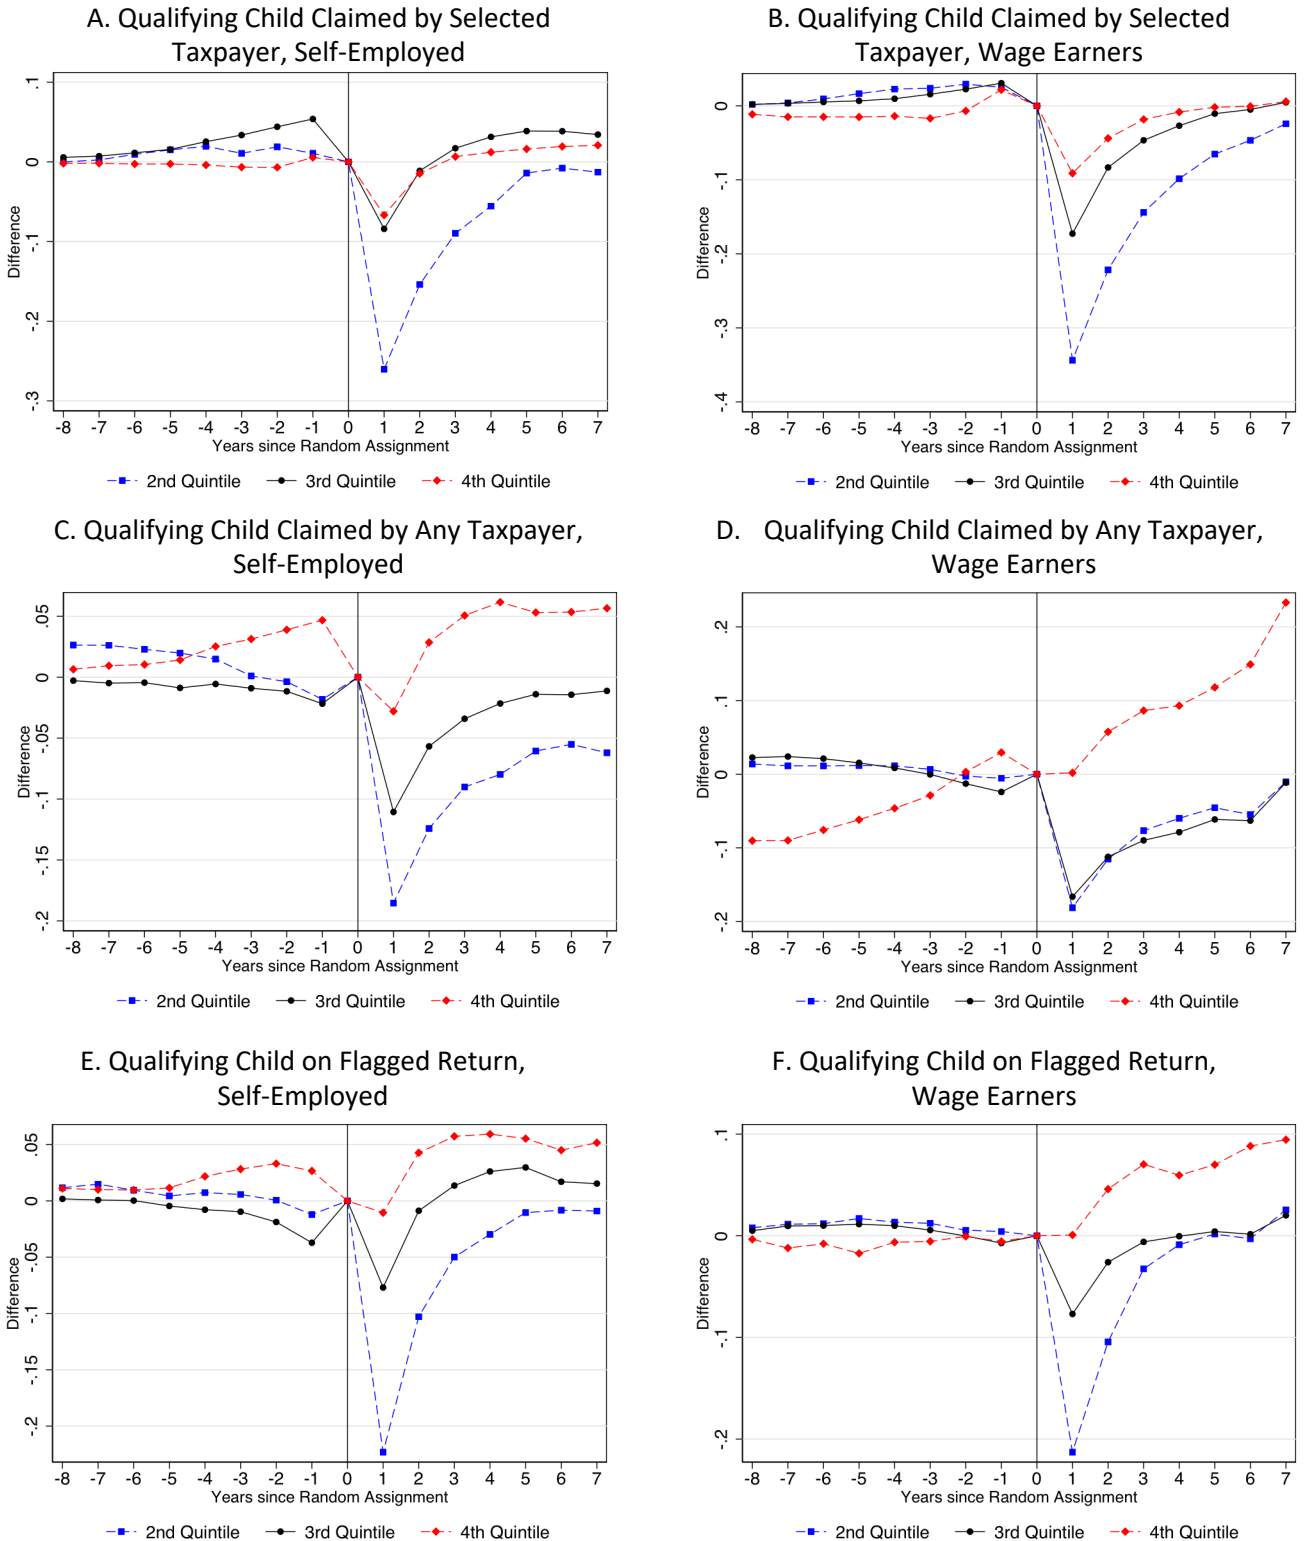 A. Qualifying Child Claimed by Selected
Taxpayer, Self-Employed
.1
0
-.1
-.2
-.3
Difference
-8 -7 -6 -5 -4 -3 -2 -1 0 1 2 3 4 5 6 7
Years since Random Assignment
2nd Quintile 3rd Quintile 4th Quintile
B. Qualifying Child Claimed by Selected
Taxpayer, Wage Earners
0
-.1
-.2
-.3
-.4
Difference
-8 -7 -6 -5 -4 -3 -2 -1 0 1 2 3 4 5 6 7
Years since Random Assignment
2nd Quintile 3rd Quintile 4th Quintile
C. Qualifying Child Claimed by Any Taxpayer,
Self-Employed
.05
0
-.05
-.1
-.15
-.2
Difference
-8 -7 -6 -5 -4 -3 -2 -1 0 1 2 3 4 5 6 7
Years since Random Assignment
2nd Quintile 3rd Quintile 4th Quintile
D. Qualifying Child Claimed by Any Taxpayer,
Wage Earners
.2
.1
0
-.1
-.2
Difference
-8 -7 -6 -5 -4 -3 -2 -1 0 1 2 3 4 5 6 7
Years since Random Assignment
2nd Quintile 3rd Quintile 4th Quintile
E. Qualifying Child on Flagged Return,
Self-Employed
.05
0
-.05
-.1
-.15
-.2
Difference
-8 -7 -6 -5 -4 -3 -2 -1 0 1 2 3 4 5 6 7
Years since Random Assignment
2nd Quintile 3rd Quintile 4th Quintile
F. Qualifying Child on Flagged Return,
Wage Earners
.1
0
-.1
-.2
Difference
-8 -7 -6 -5 -4 -3 -2 -1 0 1 2 3 4 5 6 7
Years since Random Assignment
2nd Quintile 3rd Quintile 4th Quintile